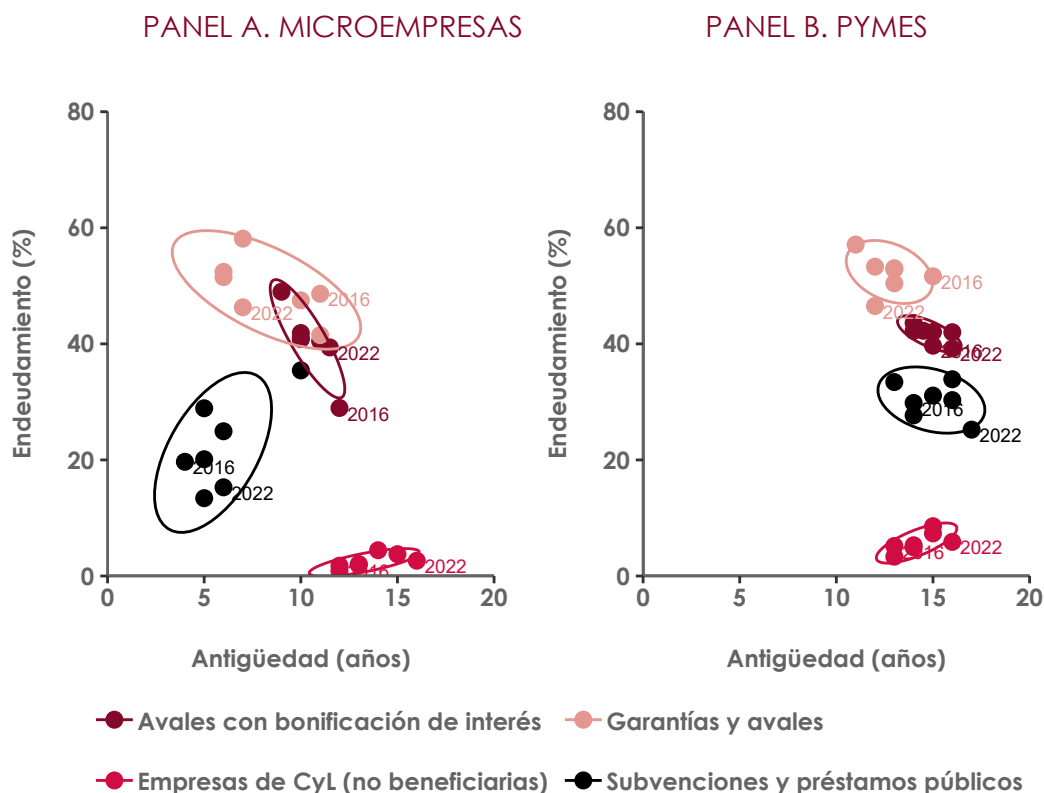 PANEL A. MICROEMPRESAS
PANEL B. PYMES
Endeudamiento (%)
80
60
40
20
0
0 5 10 15 20
Antigüedad (años)
2016
2022
2022
2016
2016
2022
2016
2022
Endeudamiento (%)
80
60
40
20
0
0 5 10 15 20
Antigüedad (años)
2016
2022
2016
2022
2016
2022
2016
2022
Avales con bonificación de interés
Garantías y avales
Empresas de CyL (no beneficiarias)
Subvenciones y préstamos públicos